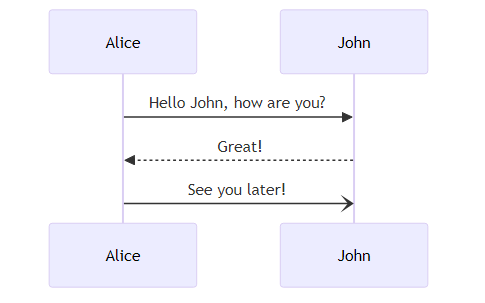 Alice
John
Hello John, how are you?
Great!
See you later!
Alice
John